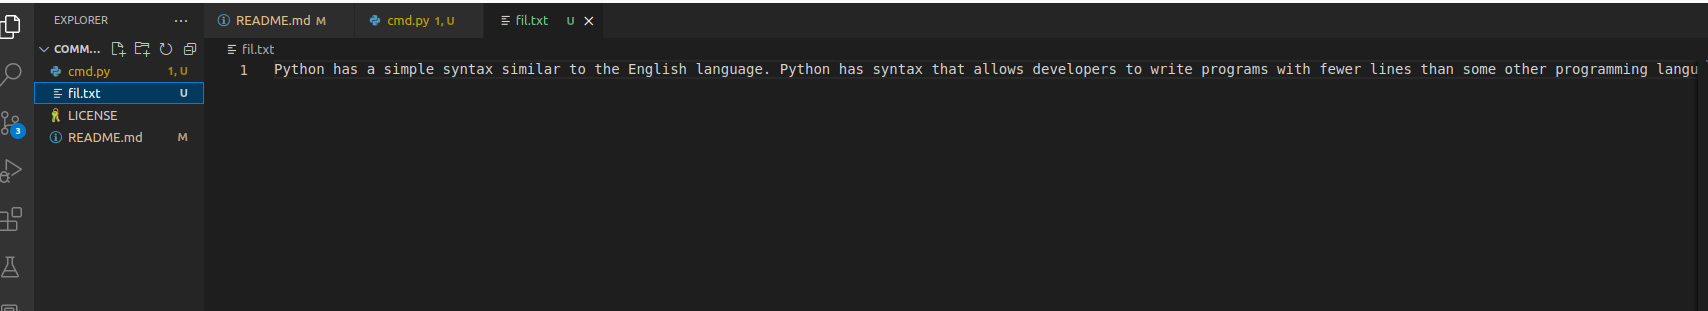 EXPLORER ...
README.md M
cmd.py 1, U
fil.txt U
COMM...
fil.txt
cmd.py 1, U
fil.txt U
LICENSE
README.md M
3
1 Python has a simple syntax similar to the English language. Python has syntax that allows developers to write programs with fewer lines than some other programming langu